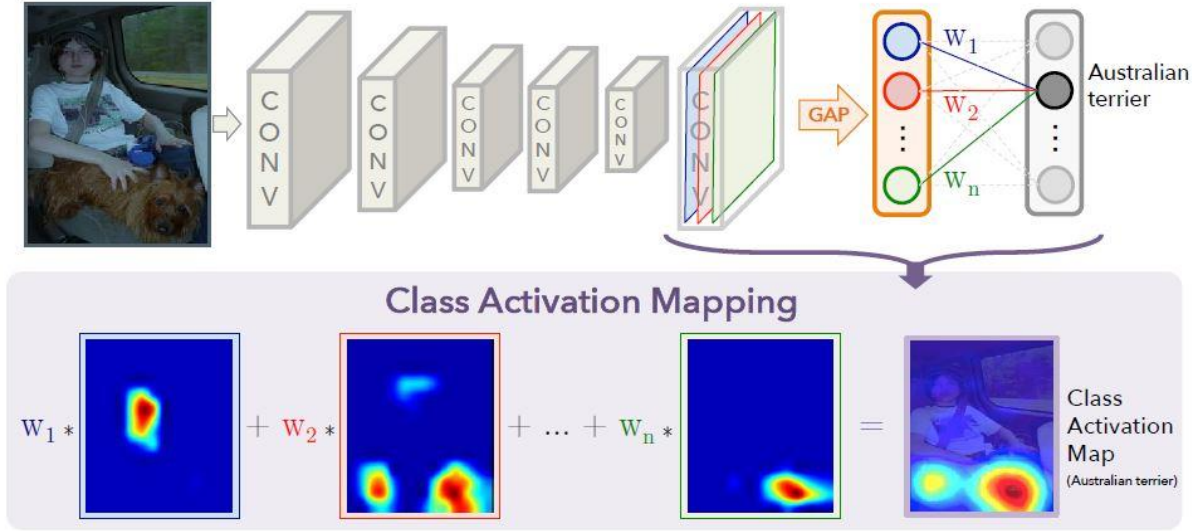 CONV
CONV
CONV
CONV
CONV
CONV
GAP
w1
w2
wn
Australian
terrier
Class Activation Mapping
w1 * + w2 * + ... + wn * =
Class
Activation
Map
(Australian terrier)